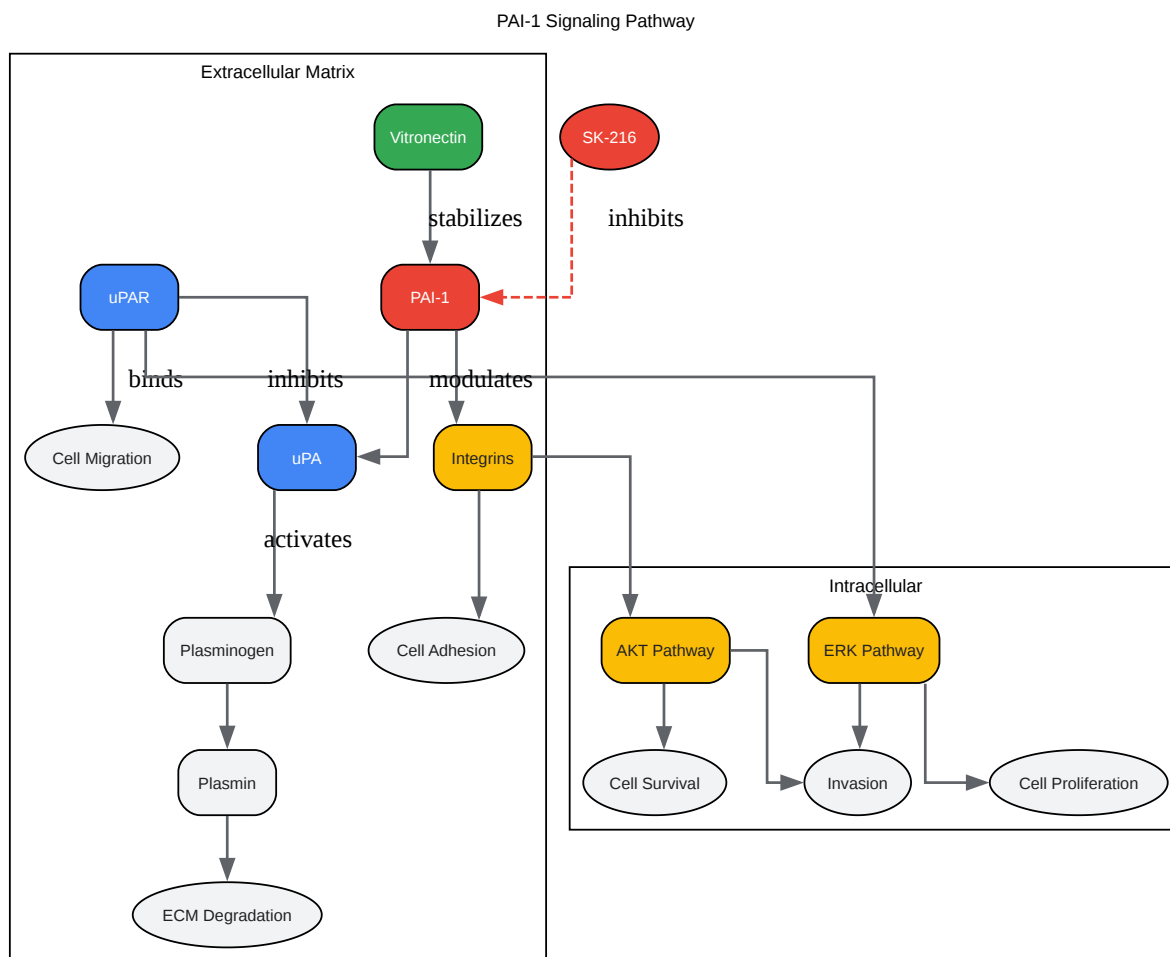 PAI-1 Signaling Pathway
Extracellular Matrix
Vitronectin
SK-216
stabilizes
inhibits
uPAR
PAI-1
binds
inhibits
modulates
Cell Migration
uPA
Integrins
activates
Intracellular
Plasminogen
Cell Adhesion
AKT Pathway
ERK Pathway
Plasmin
Cell Survival
Invasion
Cell Proliferation
ECM Degradation